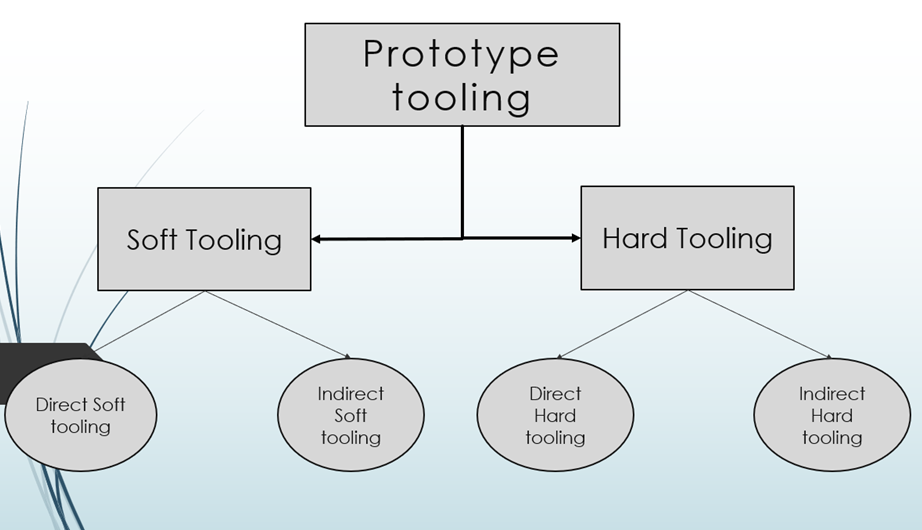 Prototype
tooling
Soft Tooling
Hard Tooling
Direct Soft
tooling
Indirect
Soft
tooling
Direct
Hard
tooling
Indirect
Hard
tooling